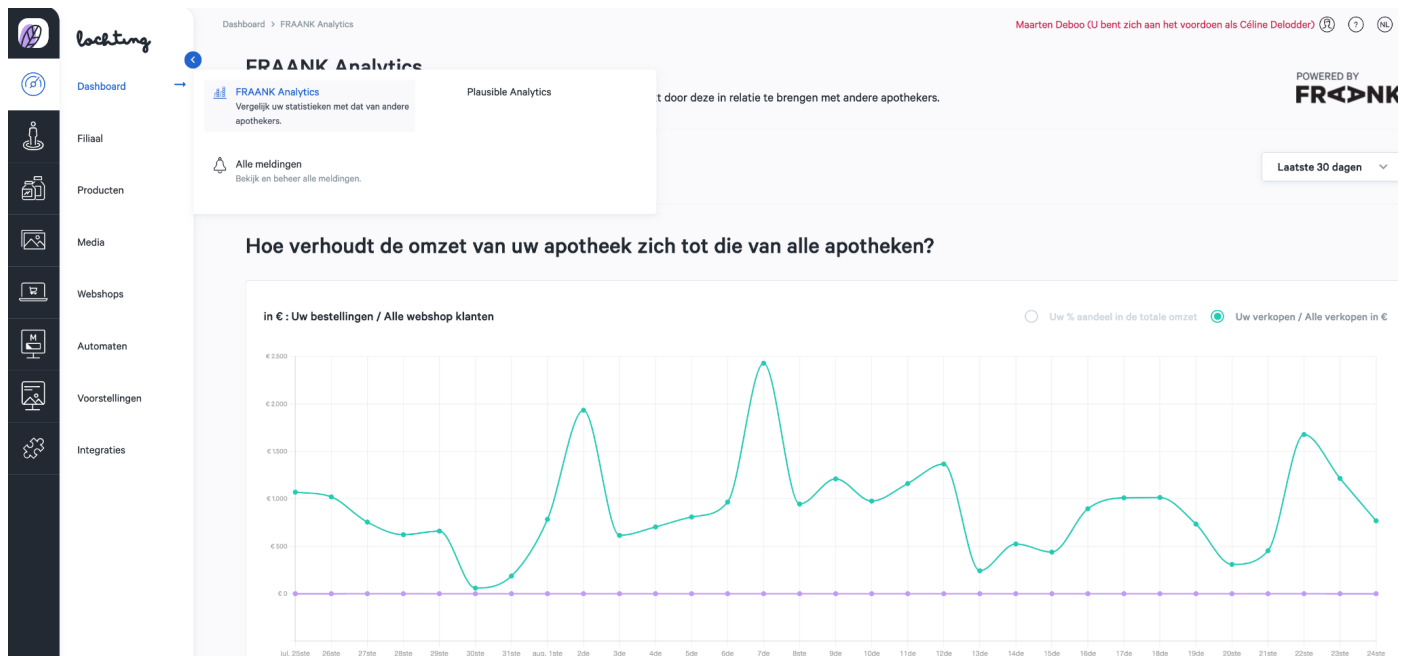 lochting
Dashboard
Filiaal
Producten
Media
Webshops
M
Automaten
Voorstellingen
Integraties
Dashboard > FRAANK Analytics
Maarten Deboo (U bent zich aan het voordoen als Céline Delodder)
?
NL
FRAANK Analytics
FRAANK Analytics
Vergelijk uw statistieken met dat van andere
apothekers.
Plausible Analytics
Alle meldingen
Bekijk en beheer alle meldingen.
t door deze in relatie te brengen met andere apothekers.
POWERED BY
FRAANK
Laatste 30 dagen
Hoe verhoudt de omzet van uw apotheek zich tot die van alle apotheken?
in € : Uw bestellingen / Alle webshop klanten
Uw % aandeel in de totale omzet
Uw verkopen / Alle verkopen in €
€ 2.500
€ 2.000
€ 1.500
€ 1.000
€ 500
€ 0
jul. 25ste 26ste 27ste 28ste 29ste 30ste 31ste aug. 1ste 2de 3de 4de 5de 6de 7de 8ste 9de 10de 11de 12de 13de 14de 15de 16de 17de 18de 19de 20ste 21ste 22ste 23ste 24ste